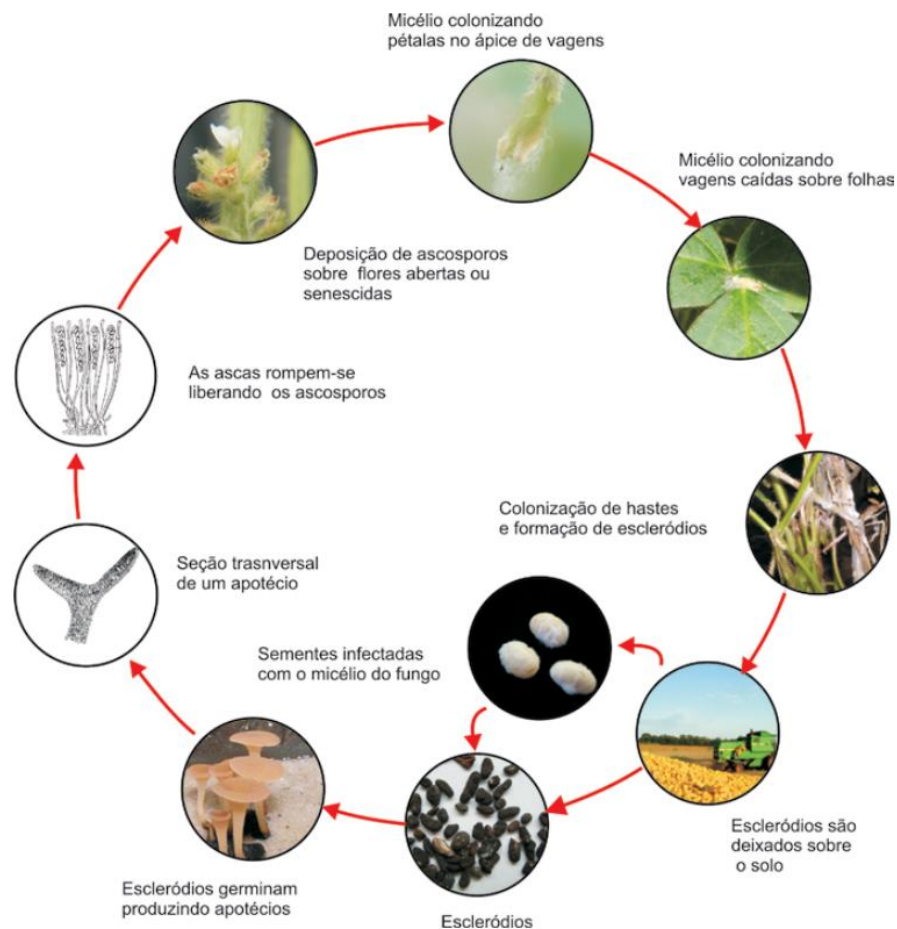 Micélio colonizando
pétalas no ápice de vagens
Micélio colonizando
vagens caídas sobre folhas
Deposição de ascosporos
sobre flores abertas ou
senescidas
As ascas rompem-se
liberando os ascosporos
Colonização de hastes
e formação de escleródios
Seção trasnversal
de um apotécio
Sementes infectadas
com o micélio do fungo
Escleródios são
deixados sobre
o solo
Escleródios germinam
produzindo apotécios
Escleródios